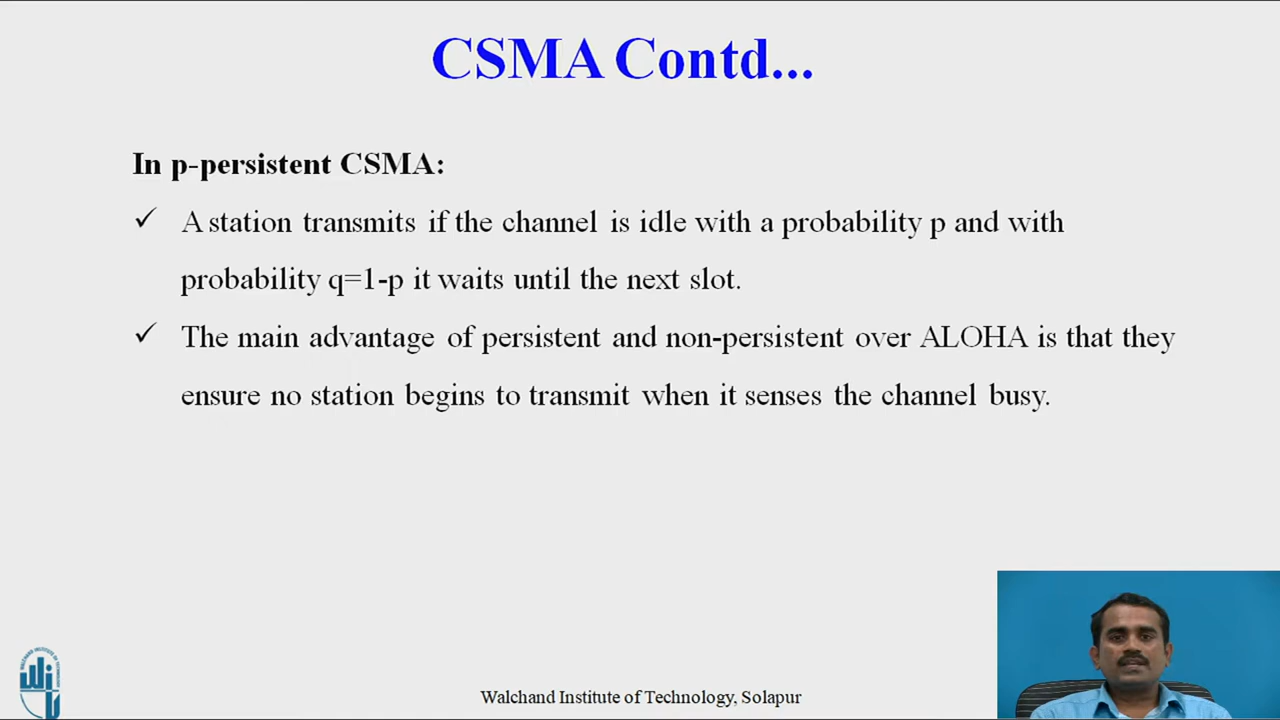 CSMA Contd...
In p-persistent CSMA:
✓ A station transmits if the channel is idle with a probability p and with
probability q=1-p it waits until the next slot.
✓ The main advantage of persistent and non-persistent over ALOHA is that they
ensure no station begins to transmit when it senses the channel busy.
Walchand Institute of Technology, Solapur